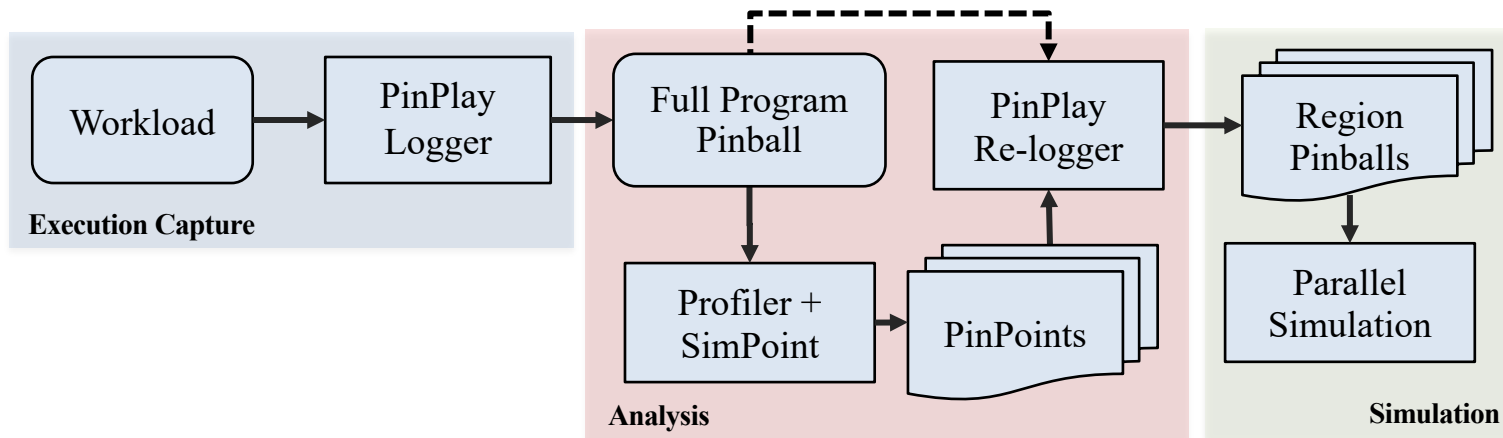 Workload
PinPlay
Logger
Execution Capture
Full Program
Pinball
PinPlay
Re-logger
Profiler +
SimPoint
PinPoints
Analysis
Region
Pinballs
Parallel
Simulation
Simulation